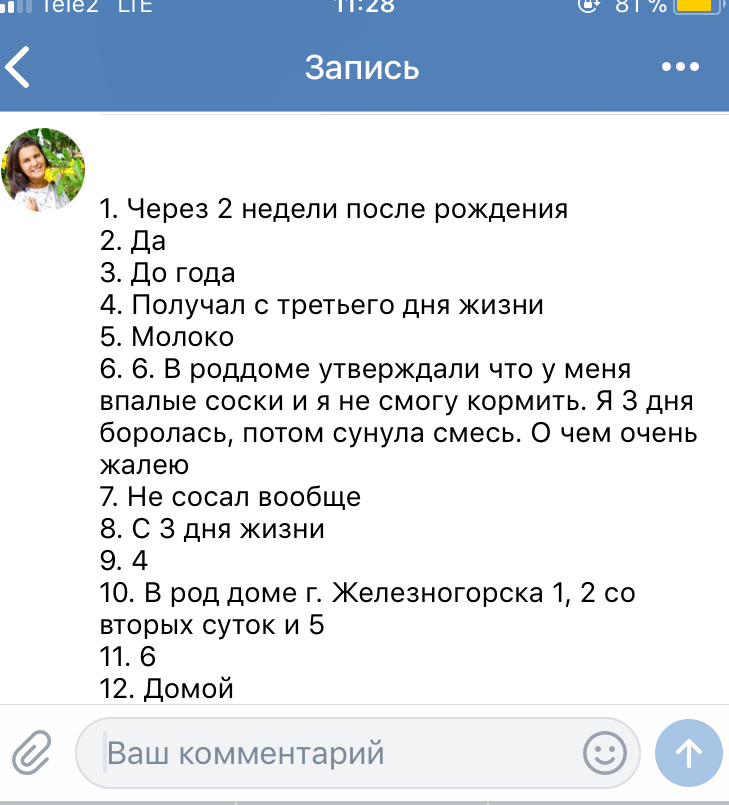 Tele2 LTE 11:28 81 %
Запись
1. Через 2 недели после рождения
2. Да
3. До года
4. Получал с третьего дня жизни
5. Молоко
6. 6. В роддоме утверждали что у меня
впалые соски и я не смогу кормить. Я 3 дня
боролась, потом сунула смесь. О чем очень
жалею
7. Не сосал вообще
8. С 3 дня жизни
9. 4
10. В род доме г. Железногорска 1, 2 со
вторых суток и 5
11. 6
12. Домой
Ваш комментарий